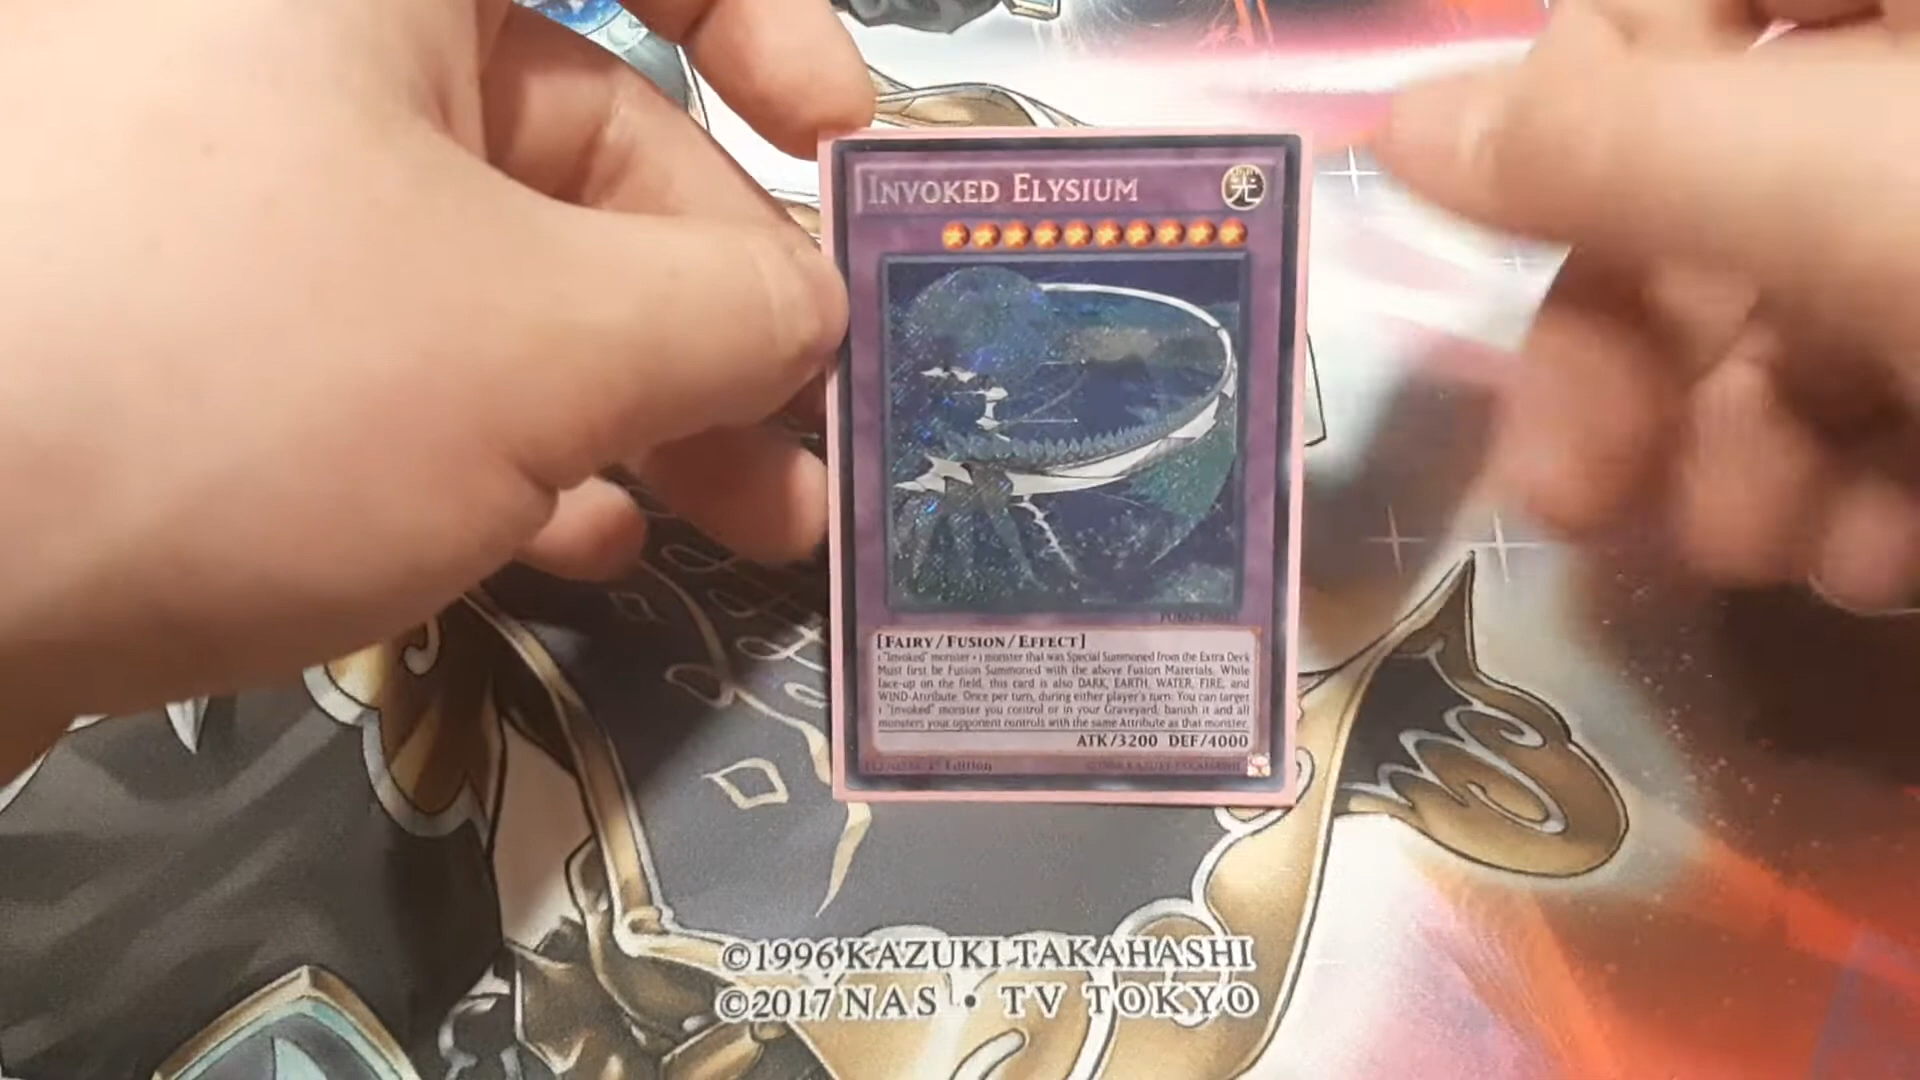 INVOKED ELYSIUM
光
[FAIRY/FUSION/EFFECT]
1 "Invoked" monster + 1 monster that was Special Summoned from the Extra Deck
Must first be Fusion Summoned with the above Fusion Materials. While
face-up on the field, this card is also DARK, EARTH, WATER, FIRE, and
WIND-Attribute. Once per turn, during either player's turn: You can target
1 "Invoked" monster you control or in your Graveyard; banish it and all
monsters your opponent controls with the same Attribute as that monster.
ATK/3200 DEF/4000
Edition
KAZUKI TAKAHASHI
©1996 KAZUKI TAKAHASHI
©2017 NAS • TV TOKYO